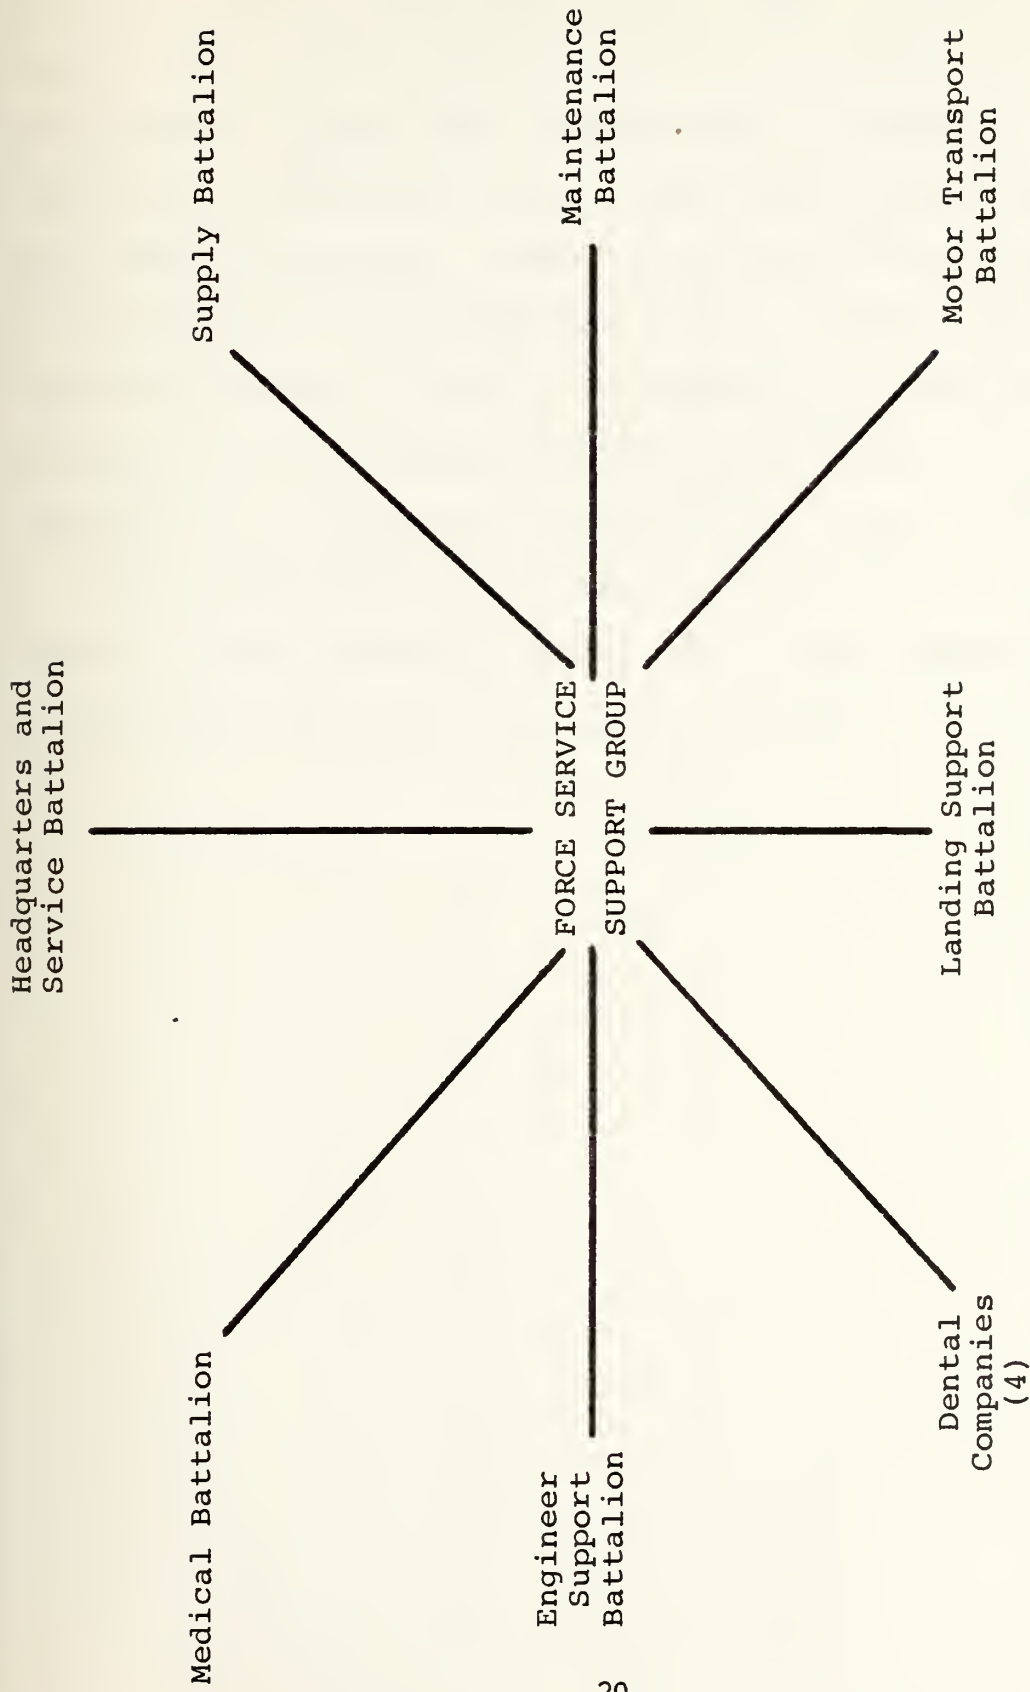 Headquarters and
Service Battalion
Medical Battalion
Supply Battalion
Engineer
Support
Battalion
FORCE SERVICE
SUPPORT GROUP
Maintenance
Battalion
Dental
Companies
(4)
Landing Support
Battalion
Motor Transport
Battalion
20